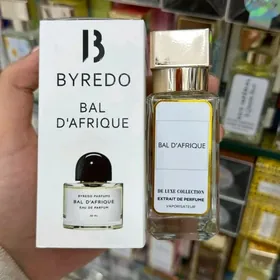 B
BYREDO
BAL
D'AFRIQUE
BYREDO PARFUMS
BAL D'AFRIQUE
EAU DE PARFUM
BAL D'AFRIQUE
DE LUXE COLLECTION
EXTRAIT DE PERFUME
VAPORISATEUR